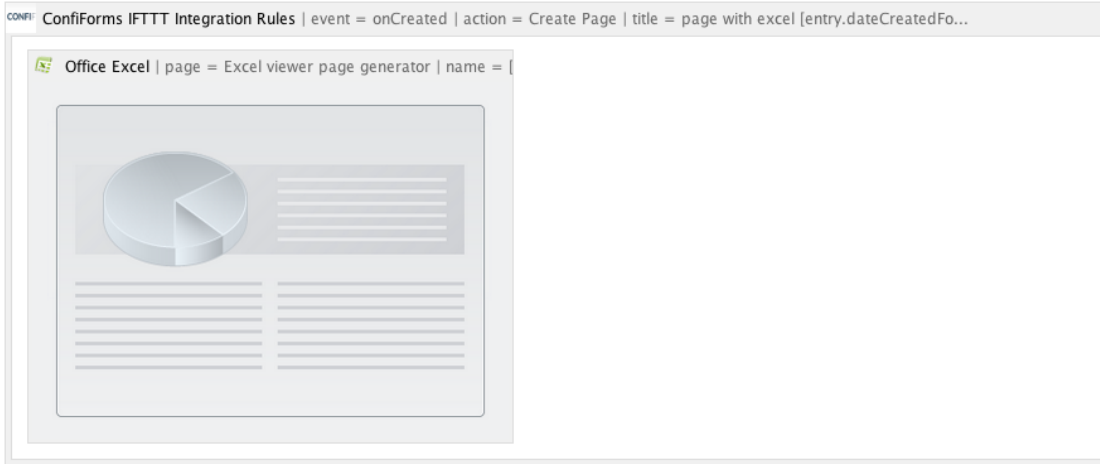 CONFIF ConfiForms IFTTT Integration Rules | event = onCreated | action = Create Page | title = page with excel [entry.dateCreatedFo...
Office Excel | page = Excel viewer page generator | name = [